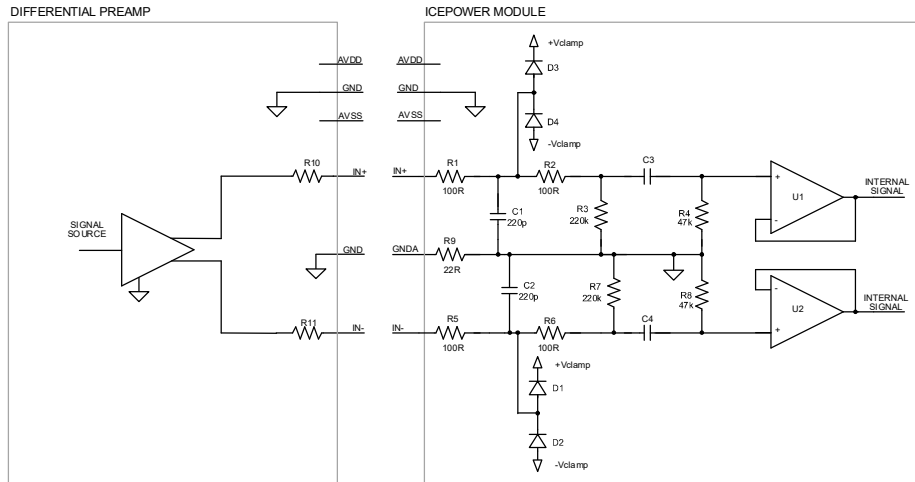 DIFFERENTIAL PREAMP
ICEPOWER MODULE
+Vclamp
AVDD
AVDD
D3
GND
GND
AVSS
AVSS
D4
-Vclamp
R10
IN+
IN+
R1
100R
R2
100R
C3
+
U1
-
INTERNAL
SIGNAL
C1
220p
R3
220k
R4
47k
SIGNAL
SOURCE
GND
GNDA
R9
22R
C2
220p
R7
220k
R8
47k
-
U2
+
INTERNAL
SIGNAL
R11
IN-
IN-
R5
100R
R6
100R
C4
+Vclamp
D1
D2
-Vclamp